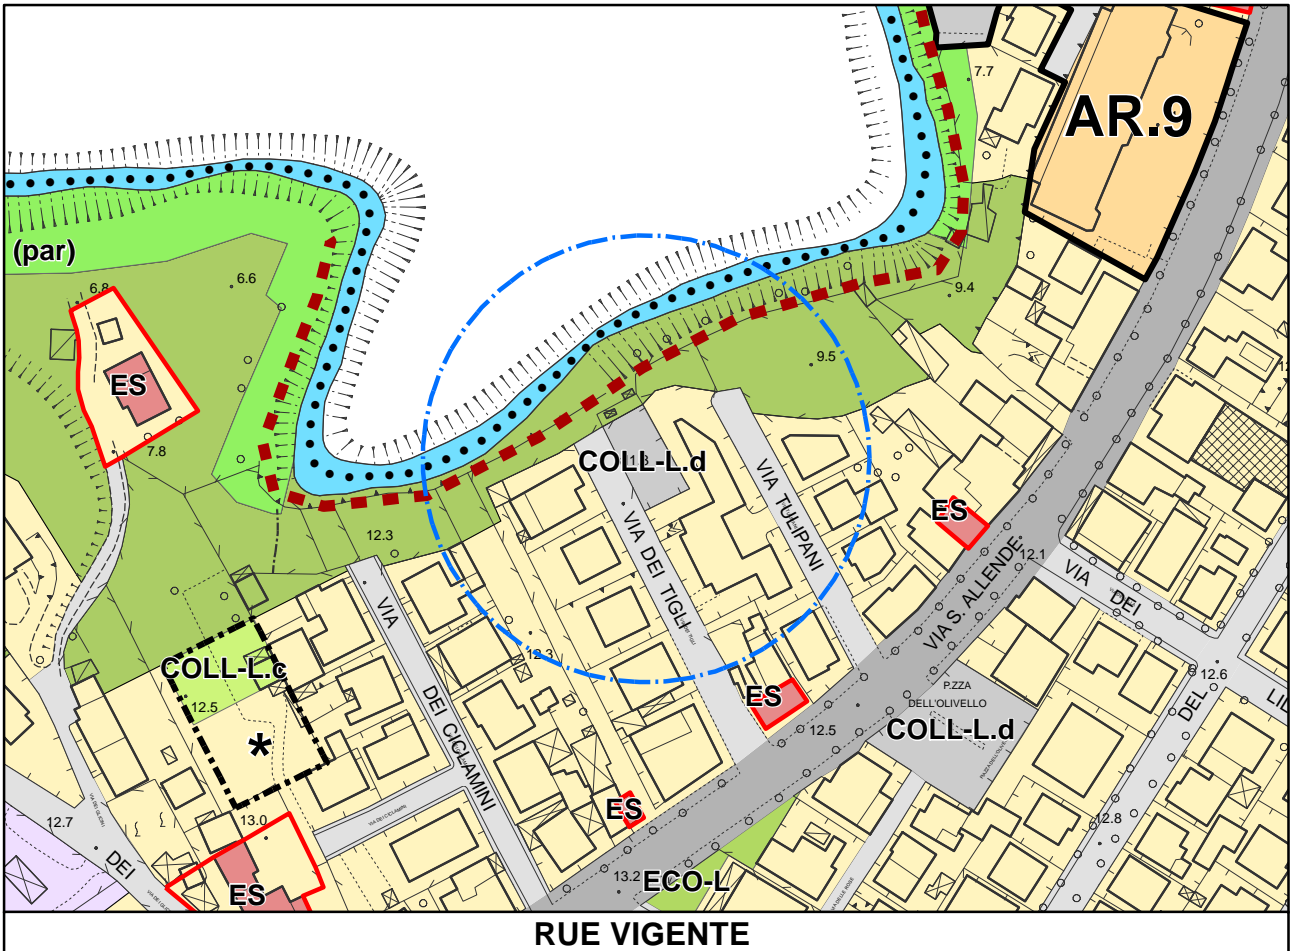 7.7
AR.9
(par)
6.6
6.8
9.4
9.5
ES
7.8
COLL-L.d
VIA TULIPANI
ES
12.3
VIA DEI TIGLI
VIA S. ALLENDE
12.1
VIA
DEI
VIA
COLL-L.c
12.3
12.6
12.5
P.ZZA
DELL'OLIVELLO
ES
DEL
DEI CICLAMINI
12.5
COLL-L.d
*
ES
VIA DEI CICLAMINI
12.7
13.0
12.8
DEI
13.2
ECO-L
ES
RUE VIGENTE